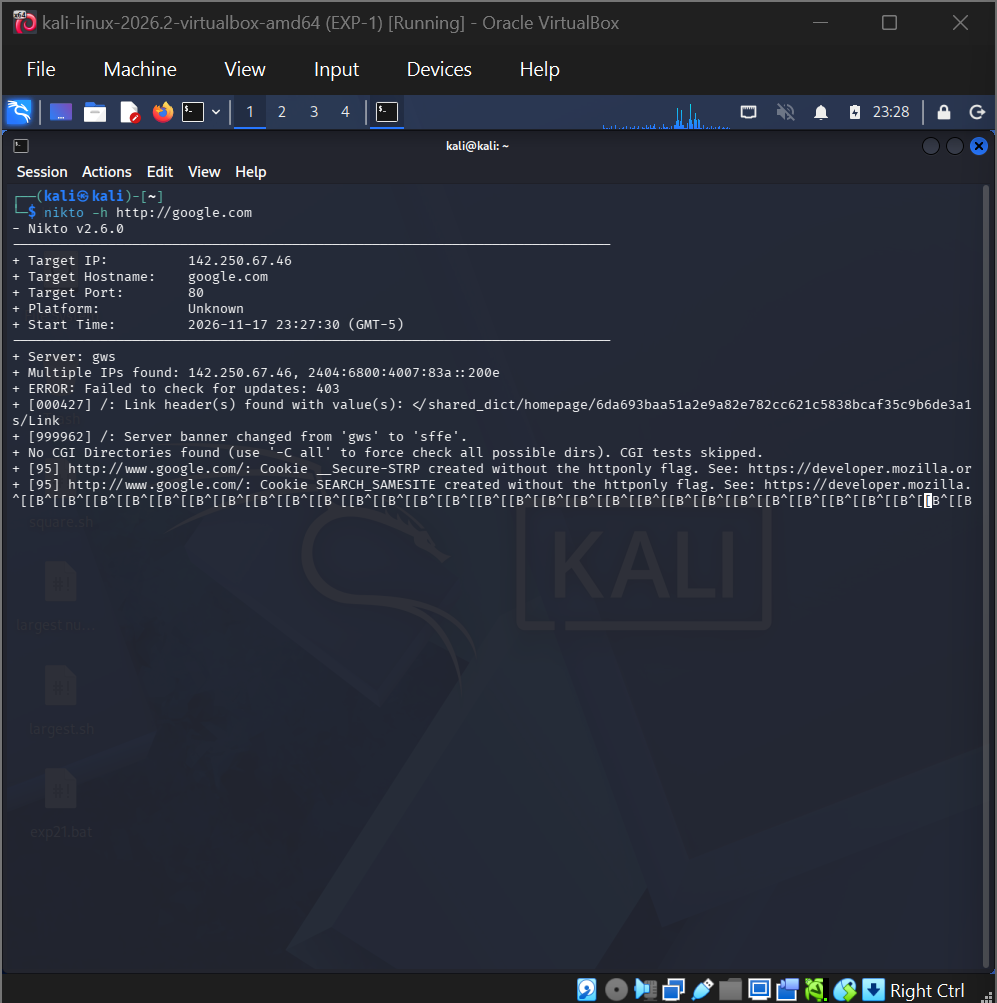 kali-linux-2026.2-virtualbox-amd64 (EXP-1) [Running] - Oracle VirtualBox
File Machine View Input Devices Help
1 2 3 4 23:28
kali@kali: ~
Session Actions Edit View Help
┌──(kali㉿kali)-[~]
└─$ nikto -h http://google.com
- Nikto v2.6.0
+ Target IP: 142.250.67.46
+ Target Hostname: google.com
+ Target Port: 80
+ Platform: Unknown
+ Start Time: 2026-11-17 23:27:30 (GMT-5)
+ Server: gws
+ Multiple IPs found: 142.250.67.46, 2404:6800:4007:83a::200e
+ ERROR: Failed to check for updates: 403
+ [000427] /: Link header(s) found with value(s): </shared_dict/homepage/6da693baa51a2e9a82e782cc621c5838bcaf35c9b6de3a1
s/Link
+ [999962] /: Server banner changed from 'gws' to 'sffe'.
+ No CGI Directories found (use '-C all' to force check all possible dirs). CGI tests skipped.
+ [95] http://www.google.com/: Cookie __Secure-STRP created without the httponly flag. See: https://developer.mozilla.or
+ [95] http://www.google.com/: Cookie SEARCH_SAMESITE created without the httponly flag. See: https://developer.mozilla.
^[[B^[[B^[[B^[[B^[[B^[[B^[[B^[[B^[[B^[[B^[[B^[[B^[[B^[[B^[[B^[[B^[[B^[[B^[[B^[[B^[[B^[[B^[[B^[[B^[[B^[[B^[[B^[[B^[[B^[[B
square.sh
KALI
largest.nu...
largest.sh
exp21.bat
Right Ctrl